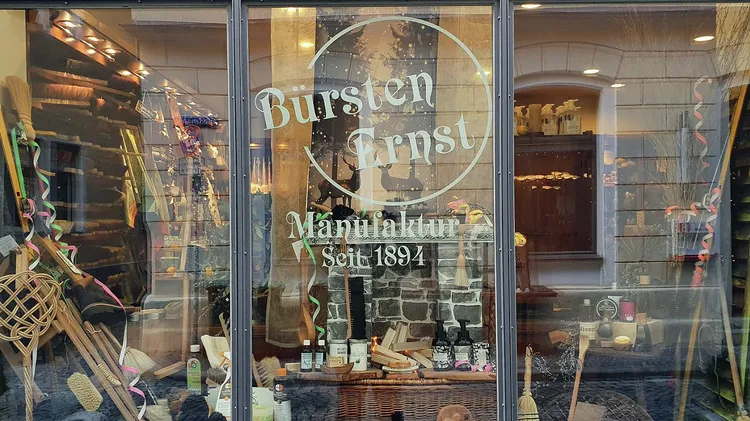 Bürsten
Ernst
Manufaktur
Seit 1894